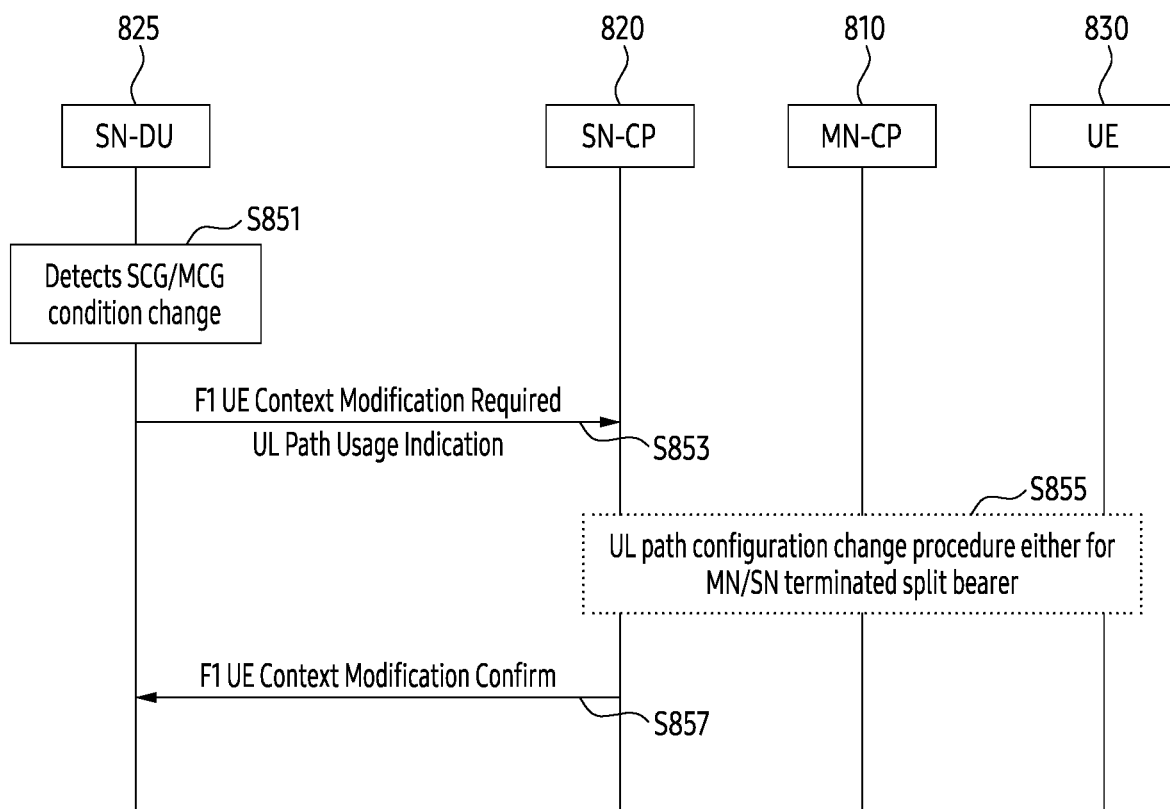 825
820
810
830
SN-DU
SN-CP
MN-CP
UE
S851
Detects SCG/MCG
condition change
F1 UE Context Modification Required
UL Path Usage Indication
S853
S855
UL path configuration change procedure either for
MN/SN terminated split bearer
F1 UE Context Modification Confirm
S857